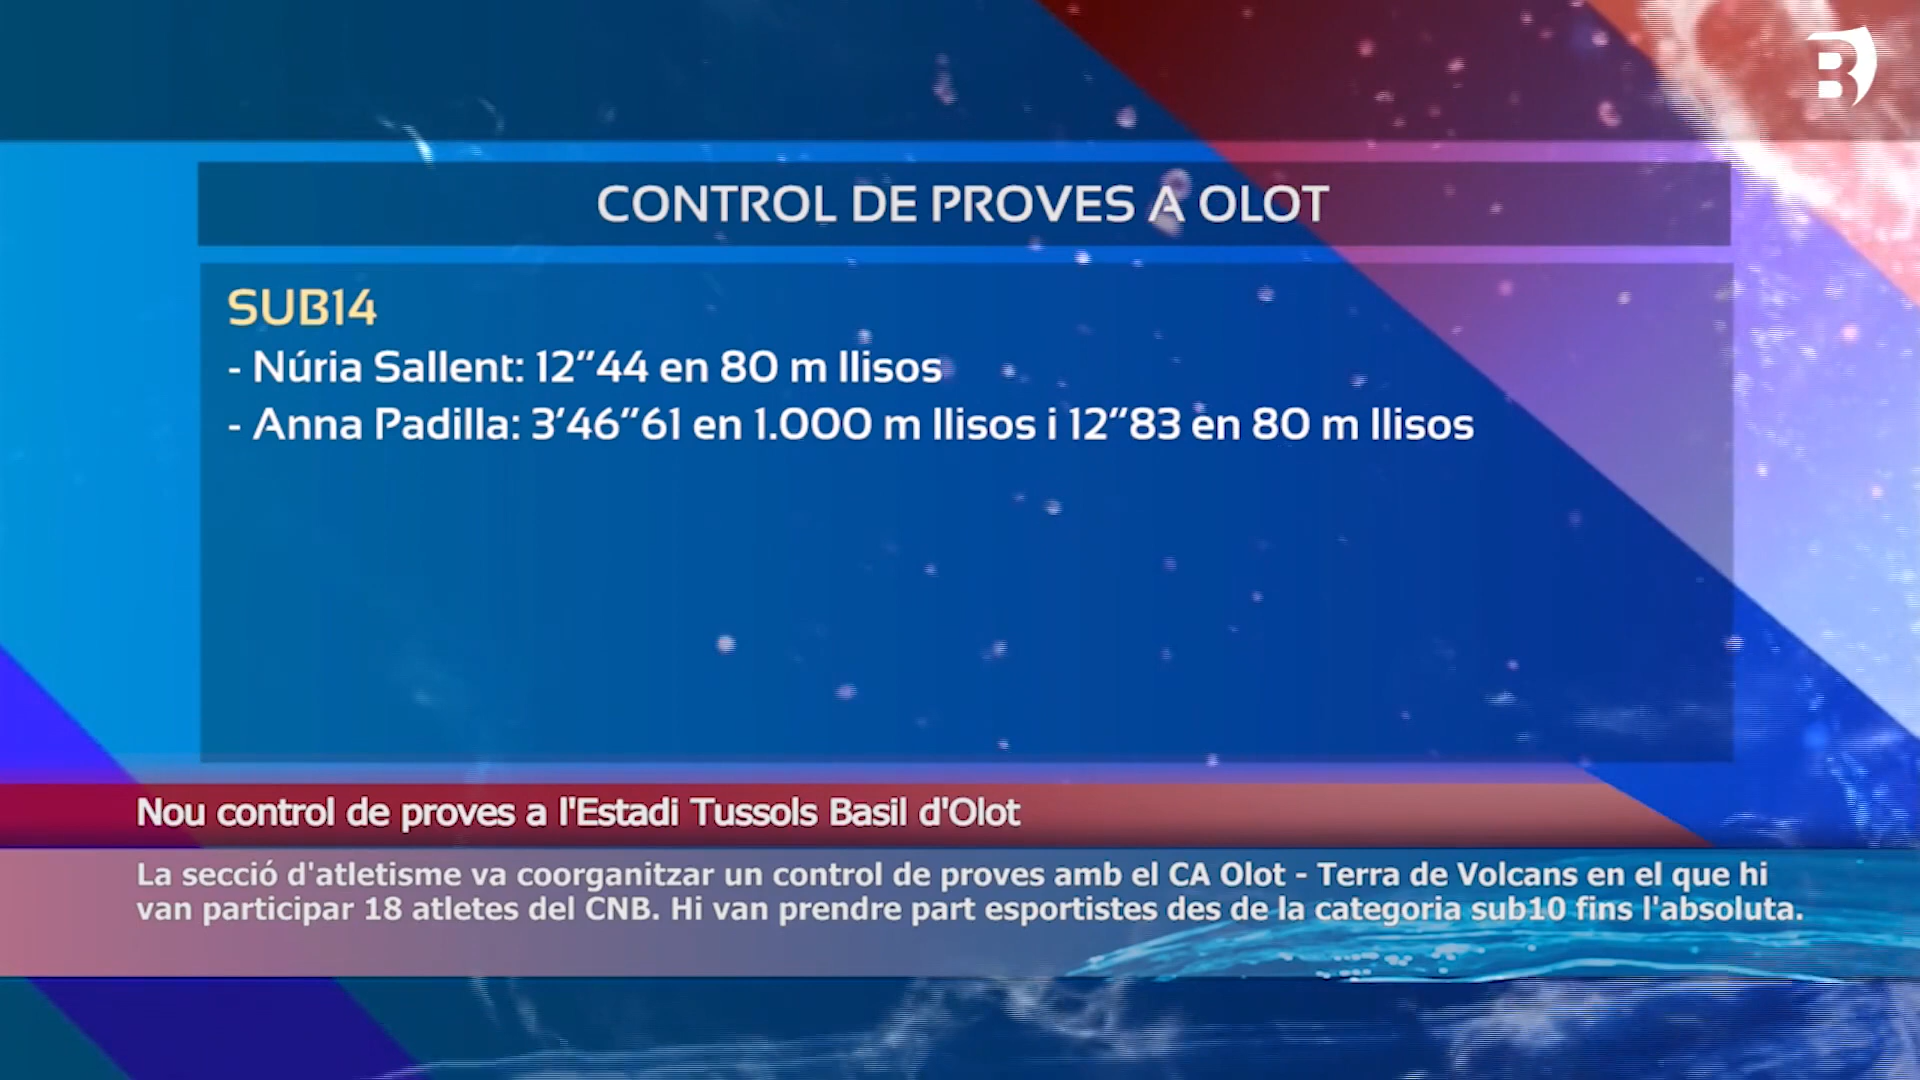 B
CONTROL DE PROVES A OLOT
SUB14
- Núria Sallent: 12”44 en 80 m llisos
- Anna Padilla: 3’46”61 en 1.000 m llisos i 12”83 en 80 m llisos
Nou control de proves a l'Estadi Tussols Basil d'Olot
La secció d'atletisme va coorganitzar un control de proves amb el CA Olot - Terra de Volcans en el que hi
van participar 18 atletes del CNB. Hi van prendre part esportistes des de la categoria sub10 fins l'absoluta.